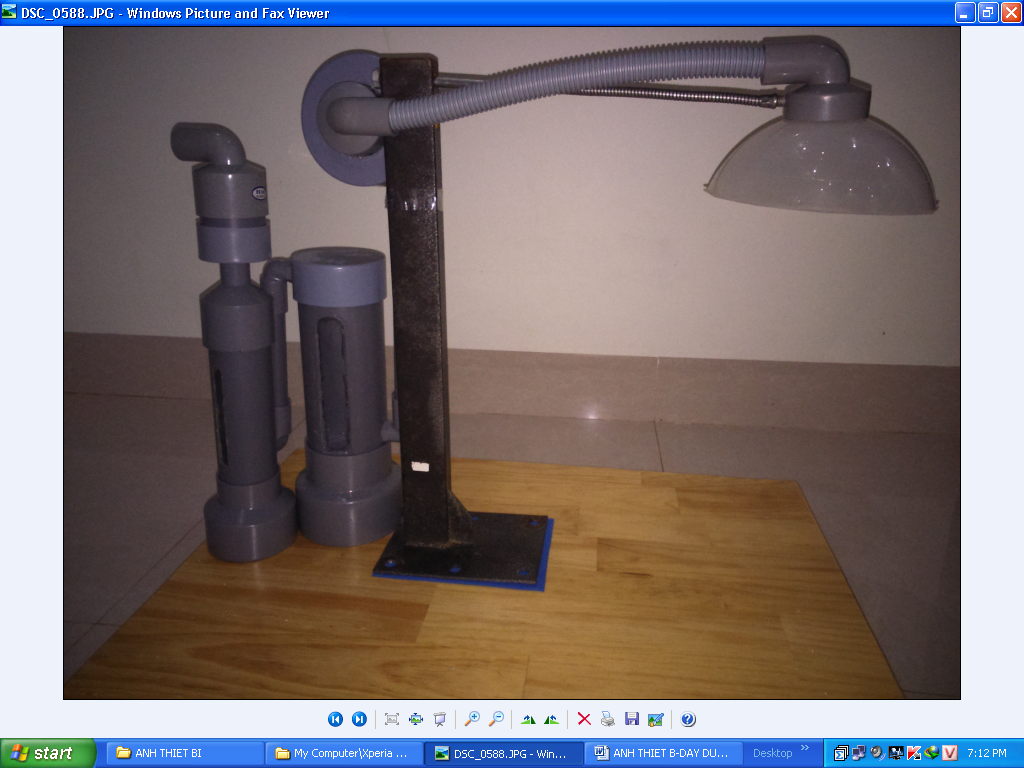 DSC_0588.JPG - Windows Picture and Fax Viewer
start
ANH THIET BI
My Computer\Xperia ...
DSC_0588.JPG - Win...
ANH THIET B-DAY DU...
Desktop
»
7:12 PM